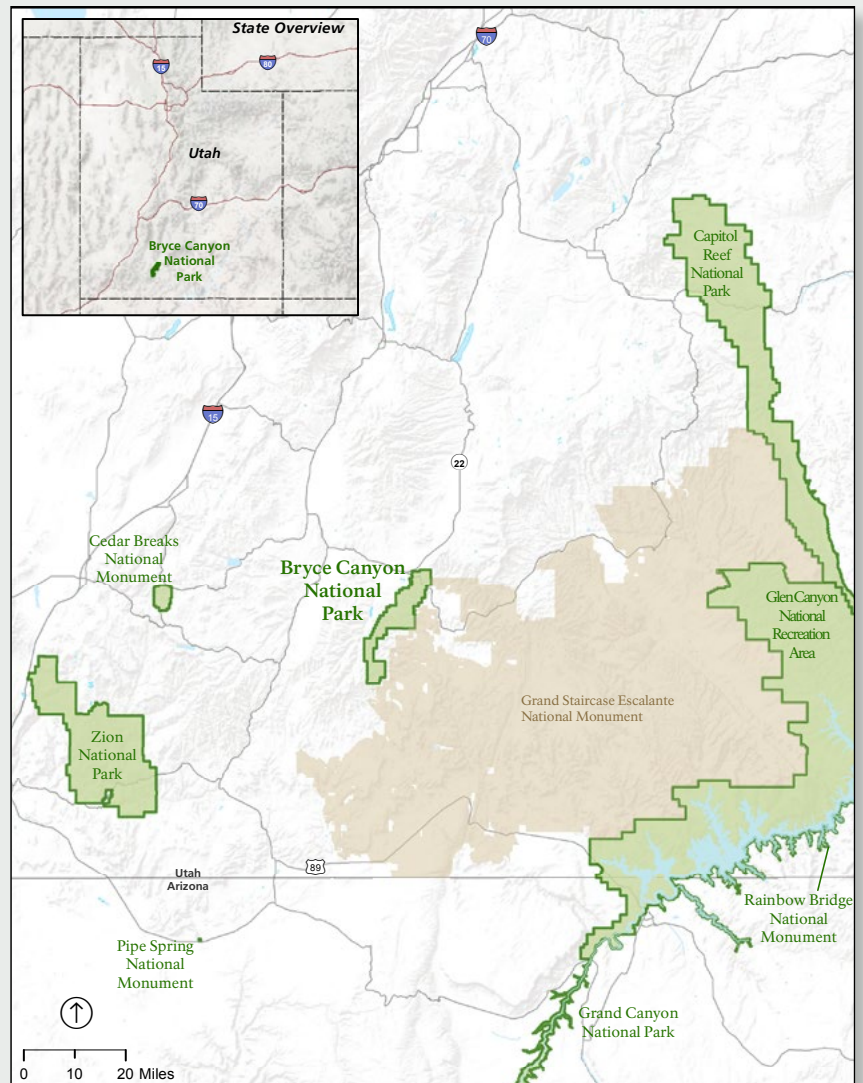 State Overview
15
80
Utah
70
Bryce Canyon
National
Park
70
Capitol
Reef
National
Park
15
22
Cedar Breaks
National
Monument
Bryce Canyon
National
Park
Glen Canyon
National
Recreation
Area
Grand Staircase Escalante
National Monument
Zion
National
Park
89
Utah
Arizona
Rainbow Bridge
National
Monument
Pipe Spring
National
Monument
Grand Canyon
National Park
0 10 20 Miles